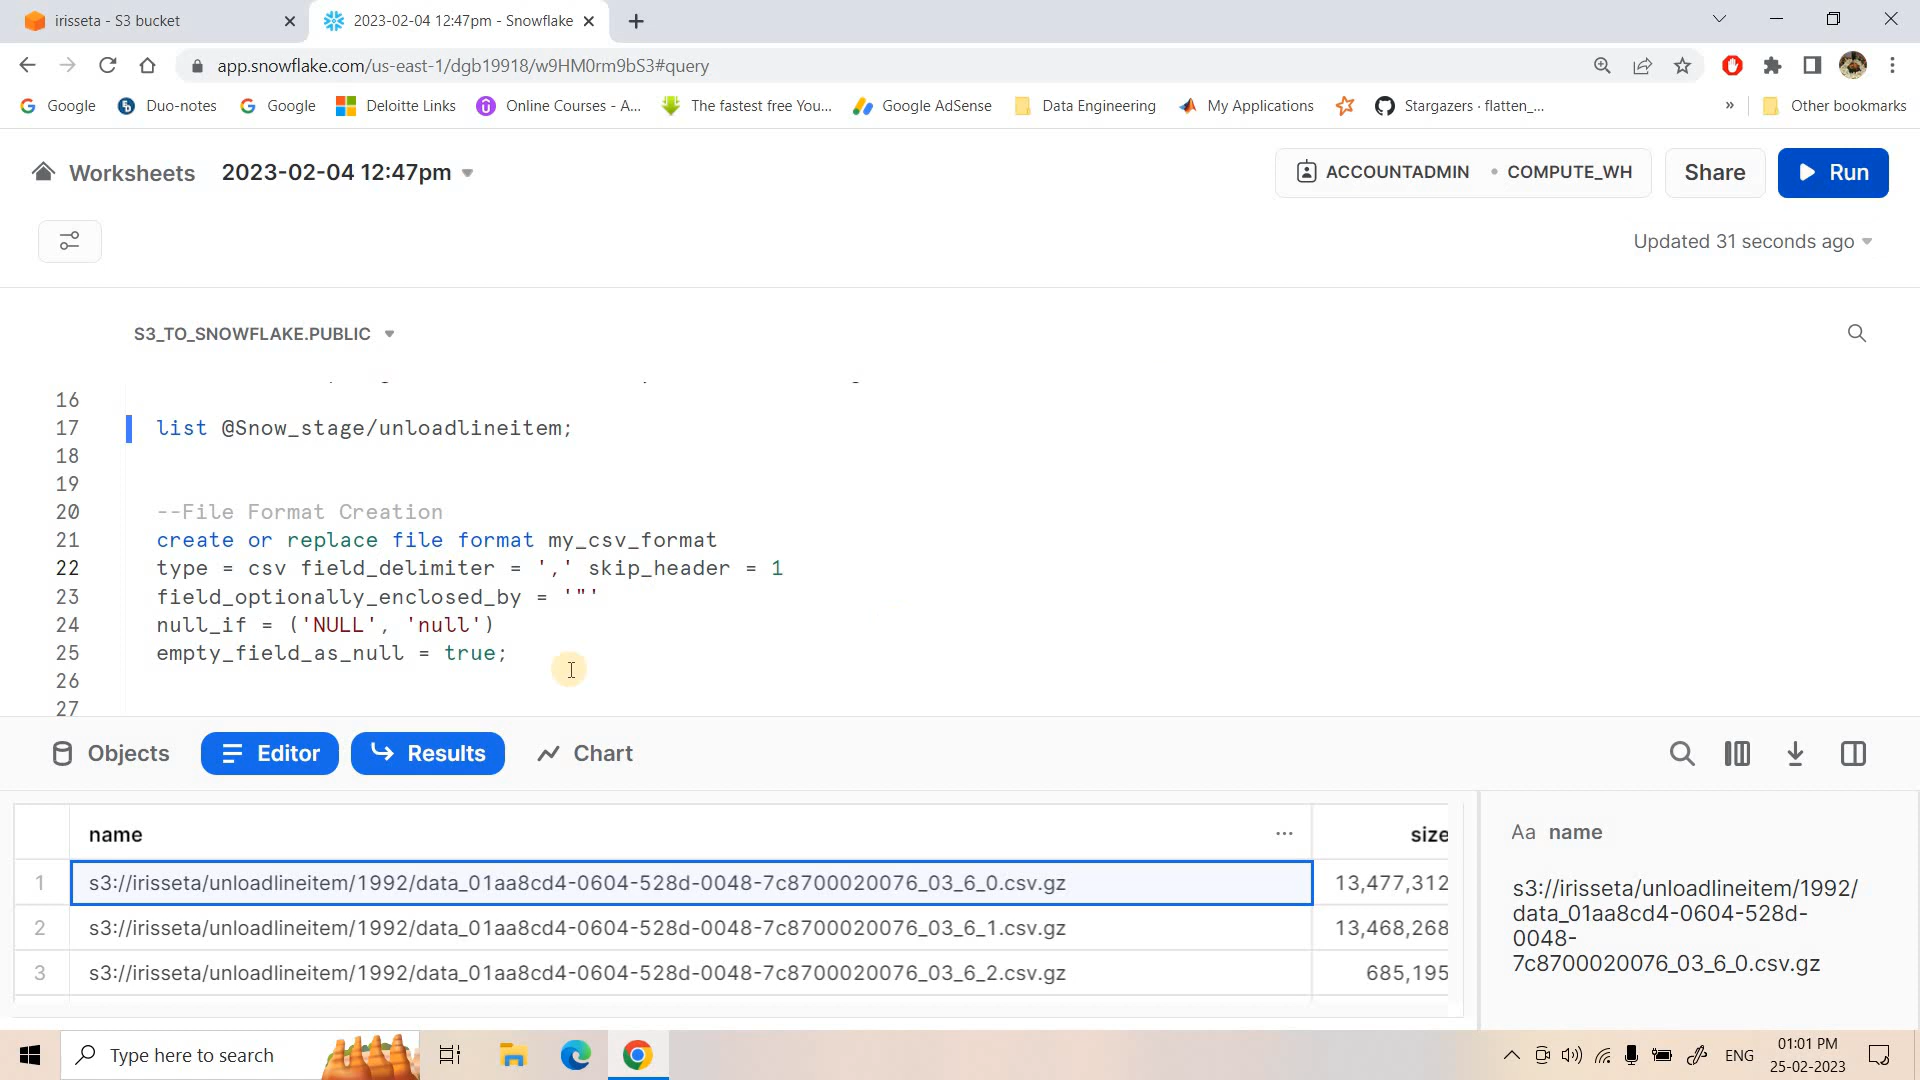 irisseta - S3 bucket
2023-02-04 12:47pm - Snowflake
app.snowflake.com/us-east-1/dgb19918/w9HM0rm9bS3#query
Google
Duo-notes
Google
Deloitte Links
Online Courses - A...
The fastest free You...
Google AdSense
Data Engineering
My Applications
Stargazers · flatten_...
»
Other bookmarks
Worksheets
2023-02-04 12:47pm
ACCOUNTADMIN • COMPUTE_WH
Share
Run
Updated 31 seconds ago
S3_TO_SNOWFLAKE.PUBLIC
16
17 list @Snow_stage/unloadlineitem;
18
19
20 --File Format Creation
21 create or replace file format my_csv_format
22 type = csv field_delimiter = ',' skip_header = 1
23 field_optionally_enclosed_by = '"'
24 null_if = ('NULL', 'null')
25 empty_field_as_null = true;
26
27
Objects
Editor
Results
Chart
name ... size
1 s3://irisseta/unloadlineitem/1992/data_01aa8cd4-0604-528d-0048-7c8700020076_03_6_0.csv.gz 13,477,312
2 s3://irisseta/unloadlineitem/1992/data_01aa8cd4-0604-528d-0048-7c8700020076_03_6_1.csv.gz 13,468,268
3 s3://irisseta/unloadlineitem/1992/data_01aa8cd4-0604-528d-0048-7c8700020076_03_6_2.csv.gz 685,195
Aa name
s3://irisseta/unloadlineitem/1992/
data_01aa8cd4-0604-528d-
0048-
7c8700020076_03_6_0.csv.gz
Type here to search
ENG
01:01 PM
25-02-2023